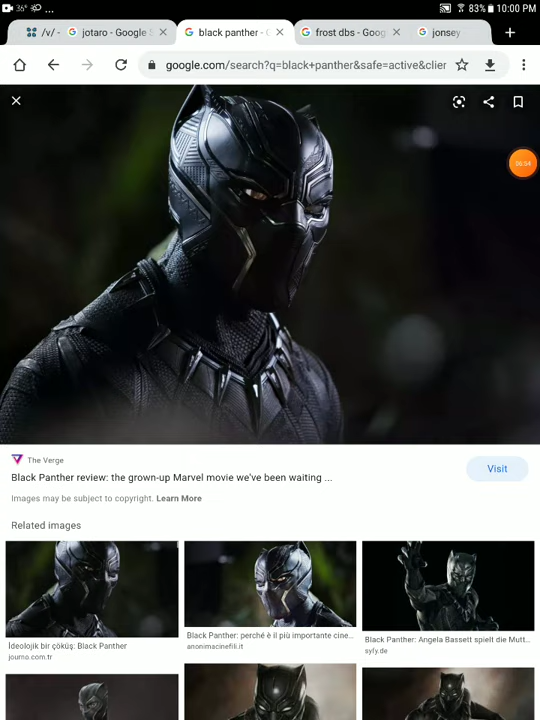 36° 83% 10:00 PM
/v/ - jotaro - Google black panther - frost dbs - Goog jonsey
google.com/search?q=black+panther&safe=active&clier
06:54
The Verge
Black Panther review: the grown-up Marvel movie we've been waiting ...
Visit
Images may be subject to copyright. Learn More
Related images
İdeolojik bir çöküş: Black Panther
journo.com.tr
Black Panther: perché è il più importante cine...
anonimacinefili.it
Black Panther: Angela Bassett spielt die Mutt...
syfy.de